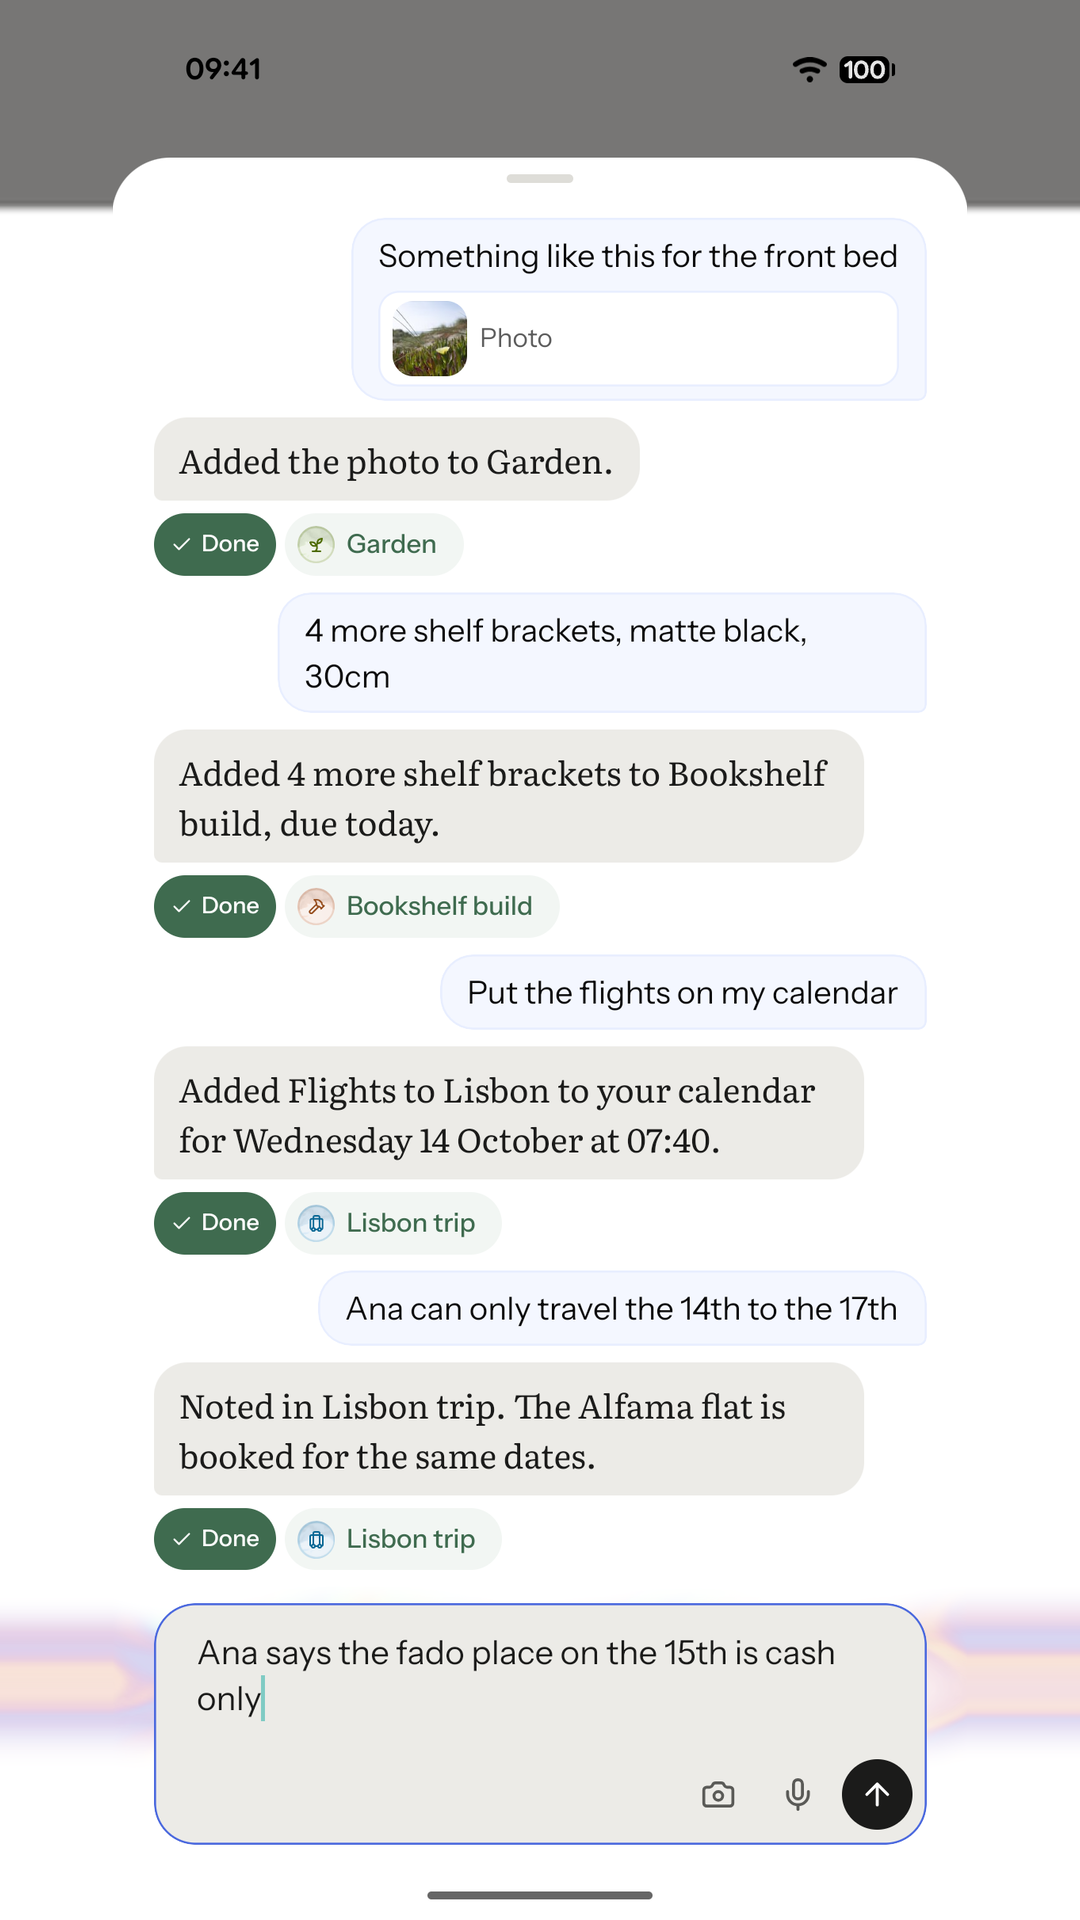 09:41
100
Something like this for the front bed
Photo
Added the photo to Garden.
Done
Garden
4 more shelf brackets, matte black,
30cm
Added 4 more shelf brackets to Bookshelf
build, due today.
Done
Bookshelf build
Put the flights on my calendar
Added Flights to Lisbon to your calendar
for Wednesday 14 October at 07:40.
Done
Lisbon trip
Ana can only travel the 14th to the 17th
Noted in Lisbon trip. The Alfama flat is
booked for the same dates.
Done
Lisbon trip
Ana says the fado place on the 15th is cash
only